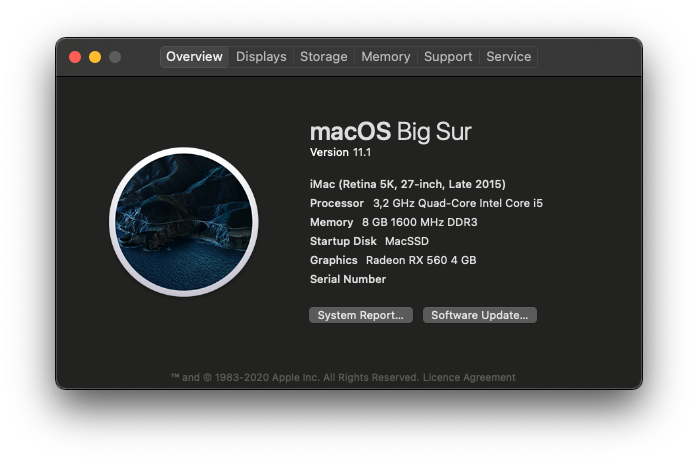 Overview Displays Storage Memory Support Service
macOS Big Sur
Version 11.1
iMac (Retina 5K, 27-inch, Late 2015)
Processor 3,2 GHz Quad-Core Intel Core i5
Memory 8 GB 1600 MHz DDR3
Startup Disk MacSSD
Graphics Radeon RX 560 4 GB
Serial Number
System Report... Software Update...
™ and © 1983-2020 Apple Inc. All Rights Reserved. Licence Agreement